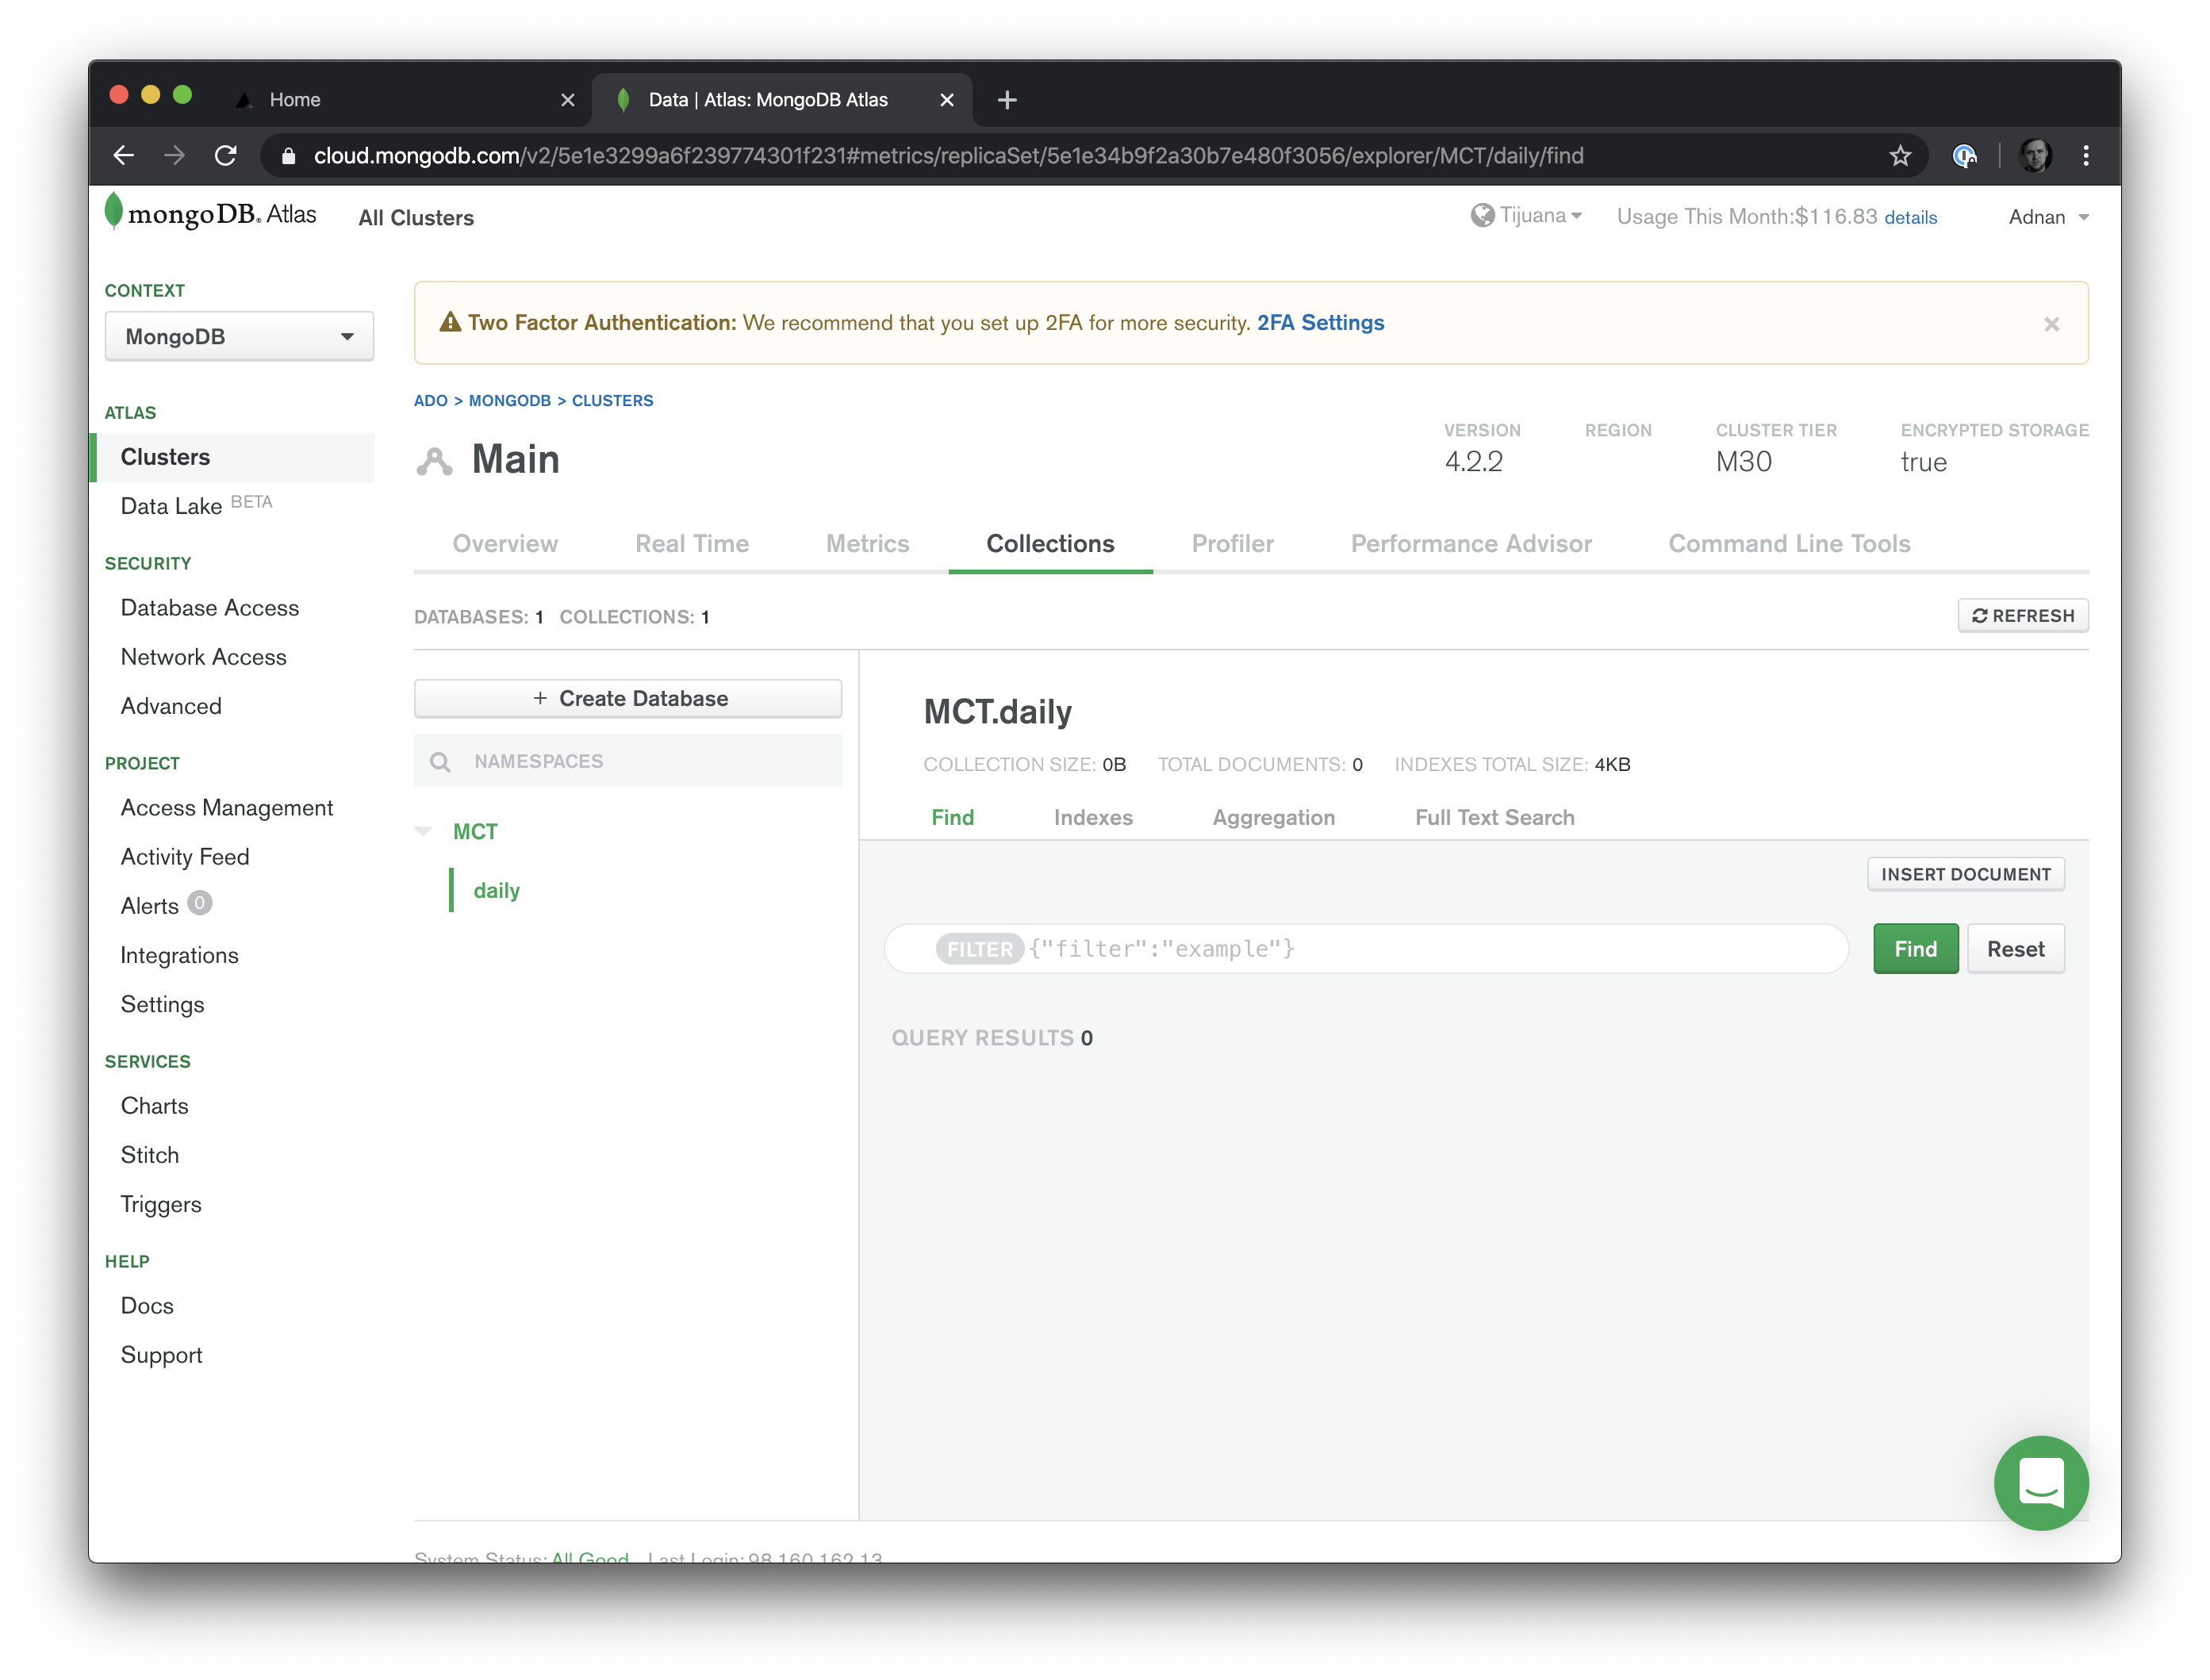 Home
Data | Atlas: MongoDB Atlas
cloud.mongodb.com/v2/5e1e3299a6f239774301f231#metrics/replicaSet/5e1e34b9f2a30b7e480f3056/explorer/MCT/daily/find
mongoDB. Atlas
All Clusters
Tijuana
Usage This Month:$116.83 details
Adnan
CONTEXT
MongoDB
ATLAS
Clusters
Data Lake BETA
SECURITY
Database Access
Network Access
Advanced
PROJECT
Access Management
Activity Feed
Alerts 0
Integrations
Settings
SERVICES
Charts
Stitch
Triggers
HELP
Docs
Support
Two Factor Authentication: We recommend that you set up 2FA for more security. 2FA Settings
ADO > MONGODB > CLUSTERS
Main
VERSION
4.2.2
REGION
CLUSTER TIER
M30
ENCRYPTED STORAGE
true
Overview
Real Time
Metrics
Collections
Profiler
Performance Advisor
Command Line Tools
DATABASES: 1 COLLECTIONS: 1
REFRESH
+ Create Database
NAMESPACES
MCT
daily
MCT.daily
COLLECTION SIZE: 0B TOTAL DOCUMENTS: 0 INDEXES TOTAL SIZE: 4KB
Find
Indexes
Aggregation
Full Text Search
INSERT DOCUMENT
FILTER {"filter":"example"}
Find
Reset
QUERY RESULTS 0
System Status: All Good Last Login: 98.160.162.13